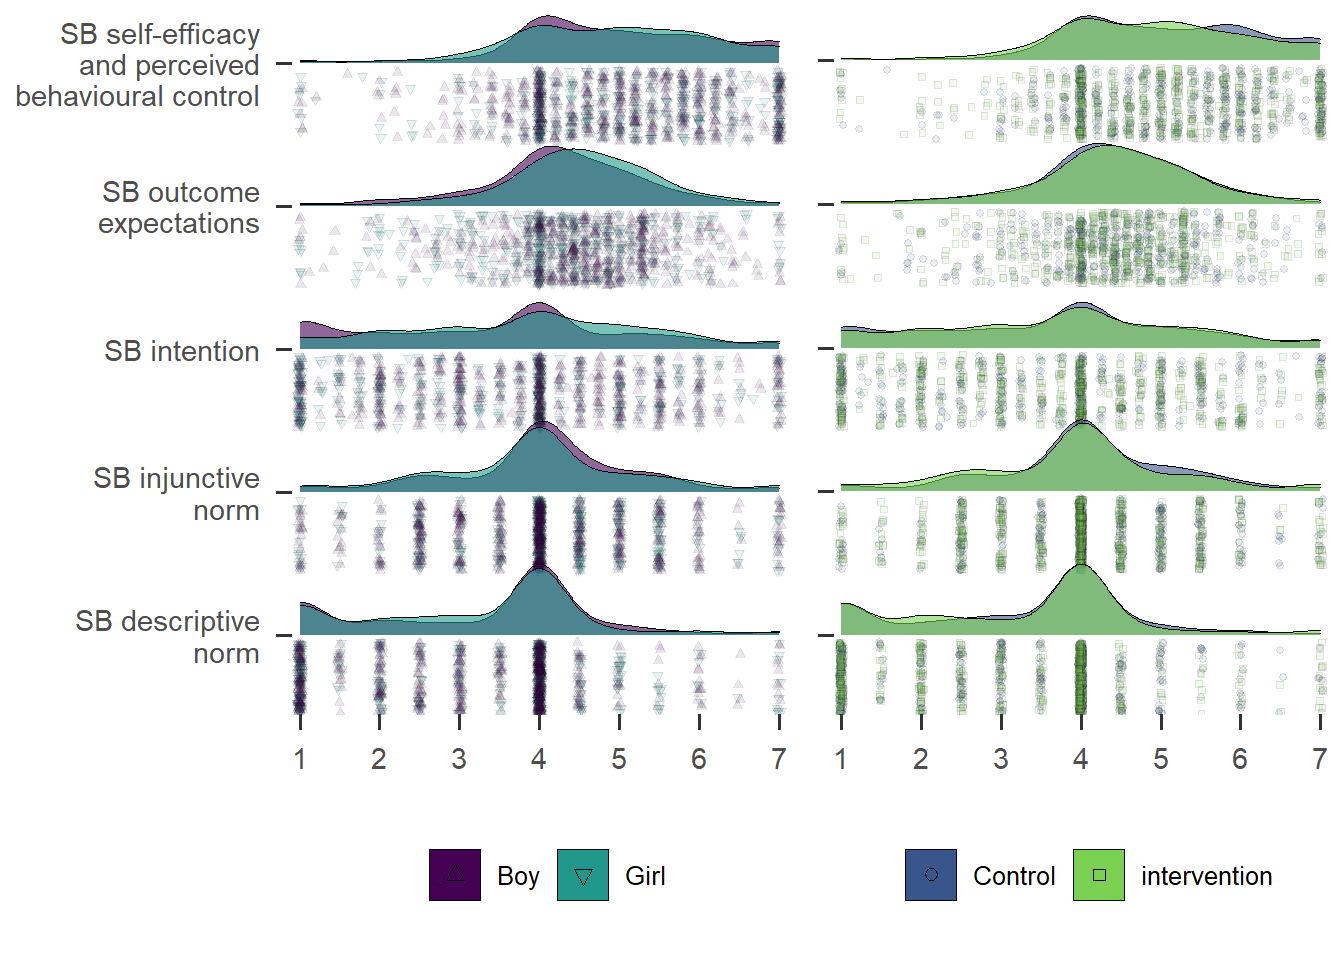 SB self-efficacy
and perceived
behavioural control
SB outcome
expectations
SB intention
SB injunctive
norm
SB descriptive
norm
1 2 3 4 5 6 7
1 2 3 4 5 6 7
Boy Girl
Control intervention